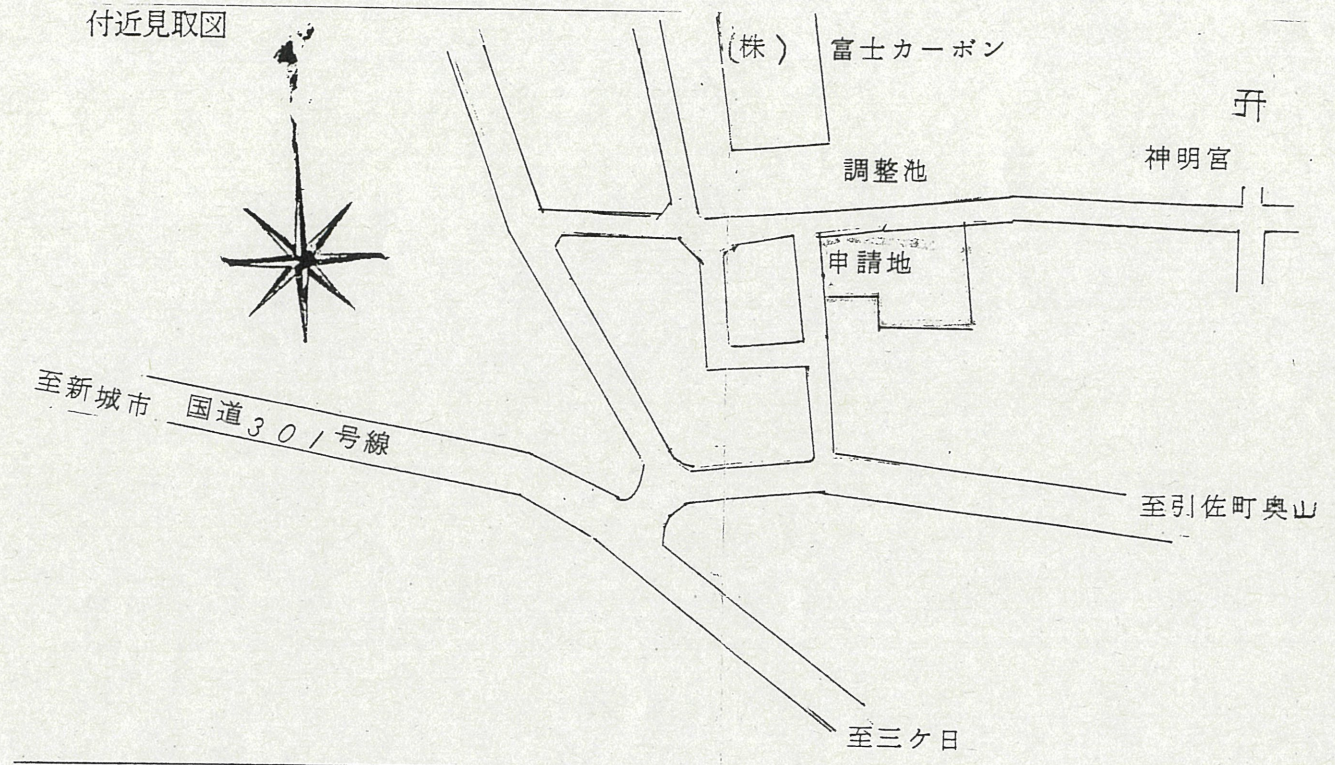 付近見取図
(株) 富士カーボン
开
神明宮
調整池
申請地
至新城市 国道301号線
至引佐町奥山
至三ケ日